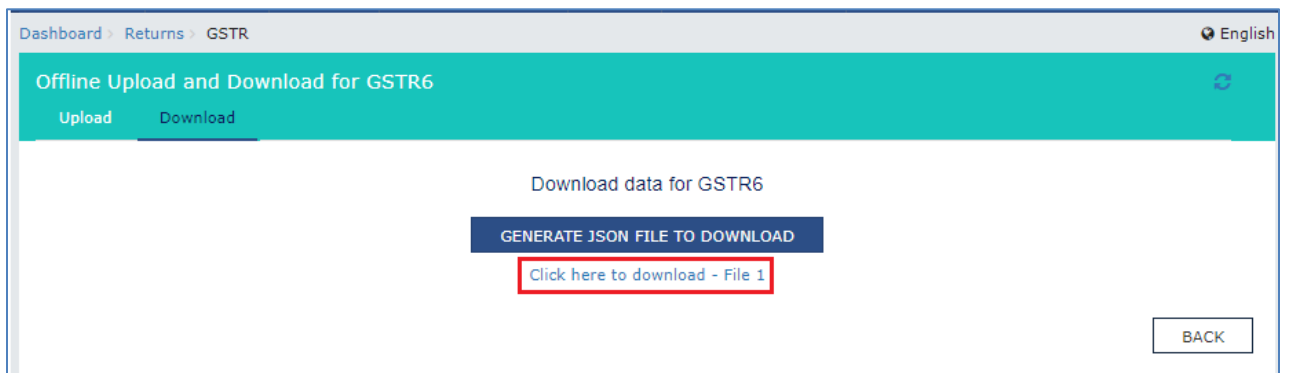 Dashboard > Returns > GSTR
English
Offline Upload and Download for GSTR6
Upload Download
Download data for GSTR6
GENERATE JSON FILE TO DOWNLOAD
Click here to download - File 1
BACK